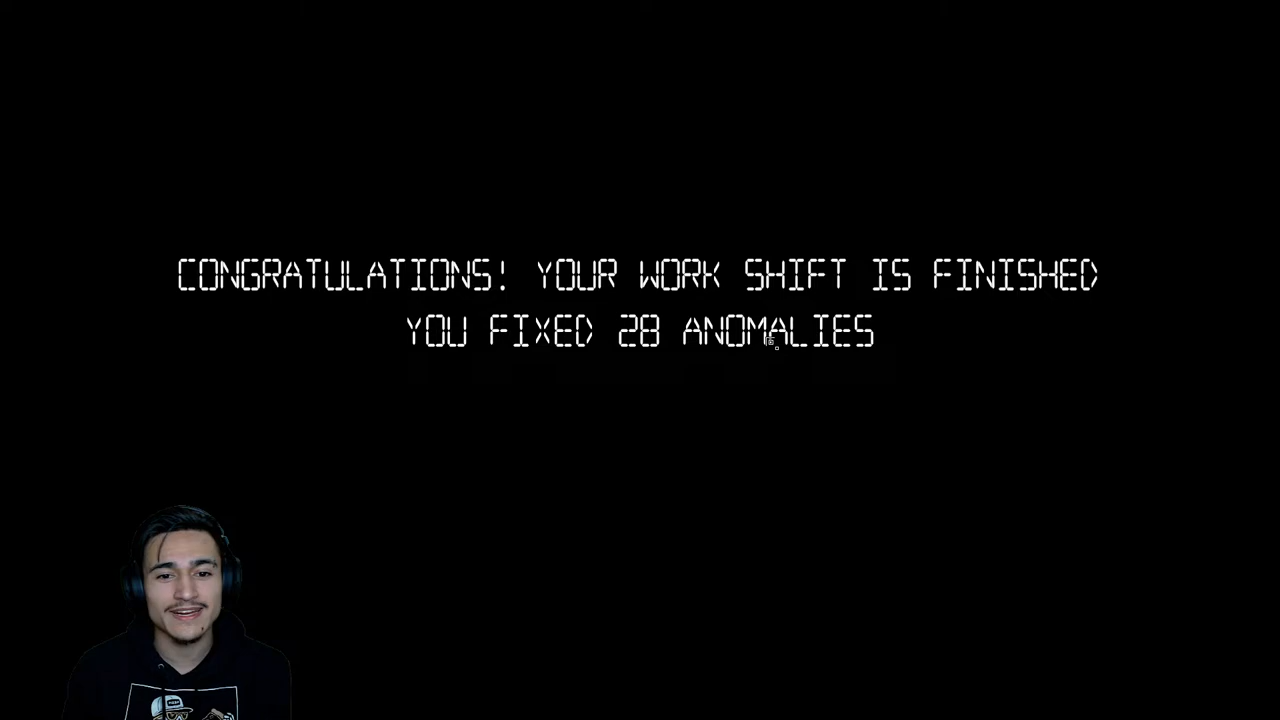 CONGRATULATIONS! YOUR WORK SHIFT IS FINISHED
YOU FIXED 28 ANOMALIES